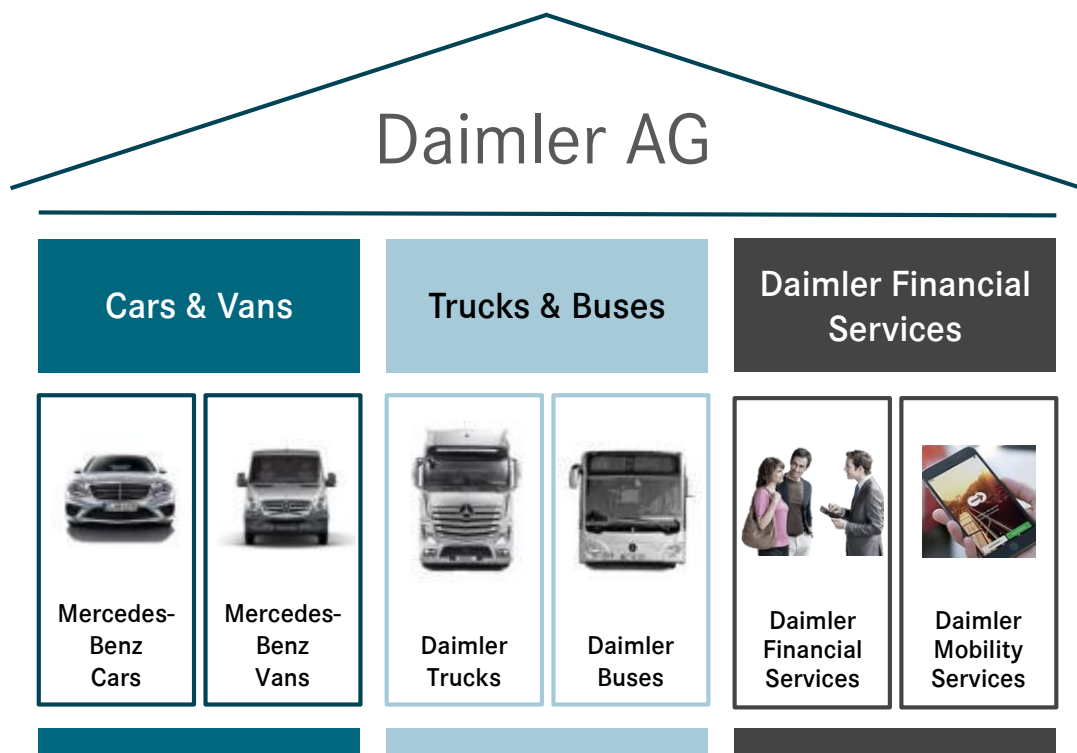 Daimler AG
Cars & Vans
Trucks & Buses
Daimler Financial
Services
Mercedes-
Benz
Cars
Mercedes-
Benz
Vans
Daimler
Trucks
Daimler
Buses
Daimler
Financial
Services
Daimler
Mobility
Services